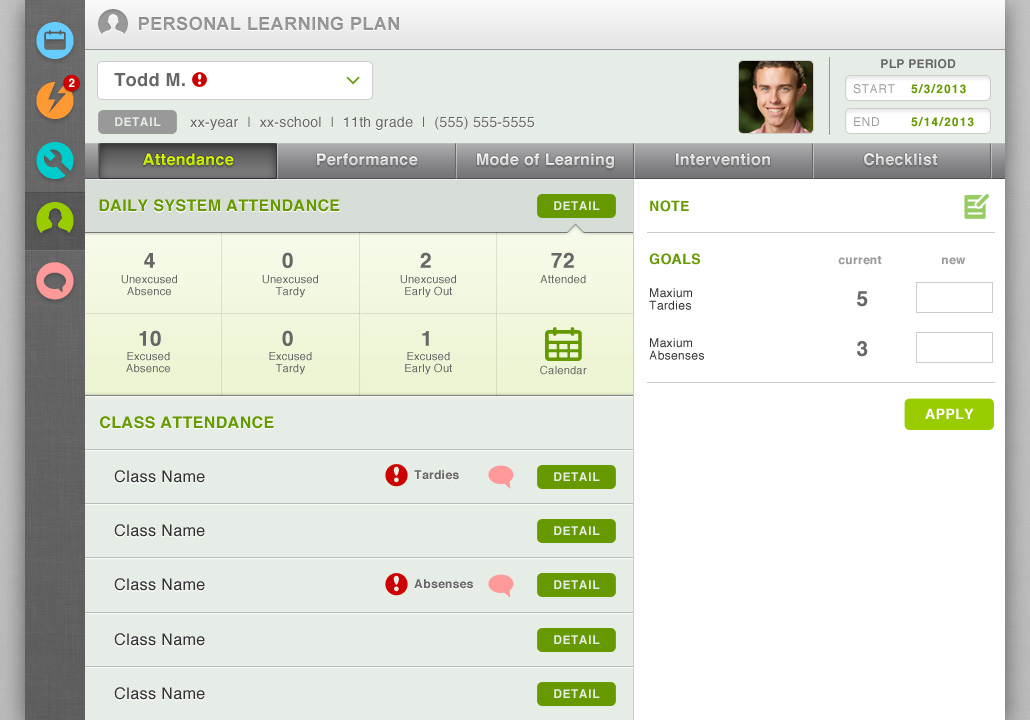 PERSONAL LEARNING PLAN
2
Todd M.
PLP PERIOD
START 5/3/2013
END 5/14/2013
DETAIL xx-year | xx-school | 11th grade | (555) 555-5555
Attendance Performance Mode of Learning Intervention Checklist
DAILY SYSTEM ATTENDANCE DETAIL
4
Unexcused
Absence
0
Unexcused
Tardy
2
Unexcused
Early Out
72
Attended
10
Excused
Absence
0
Excused
Tardy
1
Excused
Early Out
Calendar
CLASS ATTENDANCE
Class Name Tardies DETAIL
Class Name DETAIL
Class Name Absenses DETAIL
Class Name DETAIL
Class Name DETAIL
NOTE
GOALS current new
Maxium
Tardies
5
Maxium
Absenses
3
APPLY